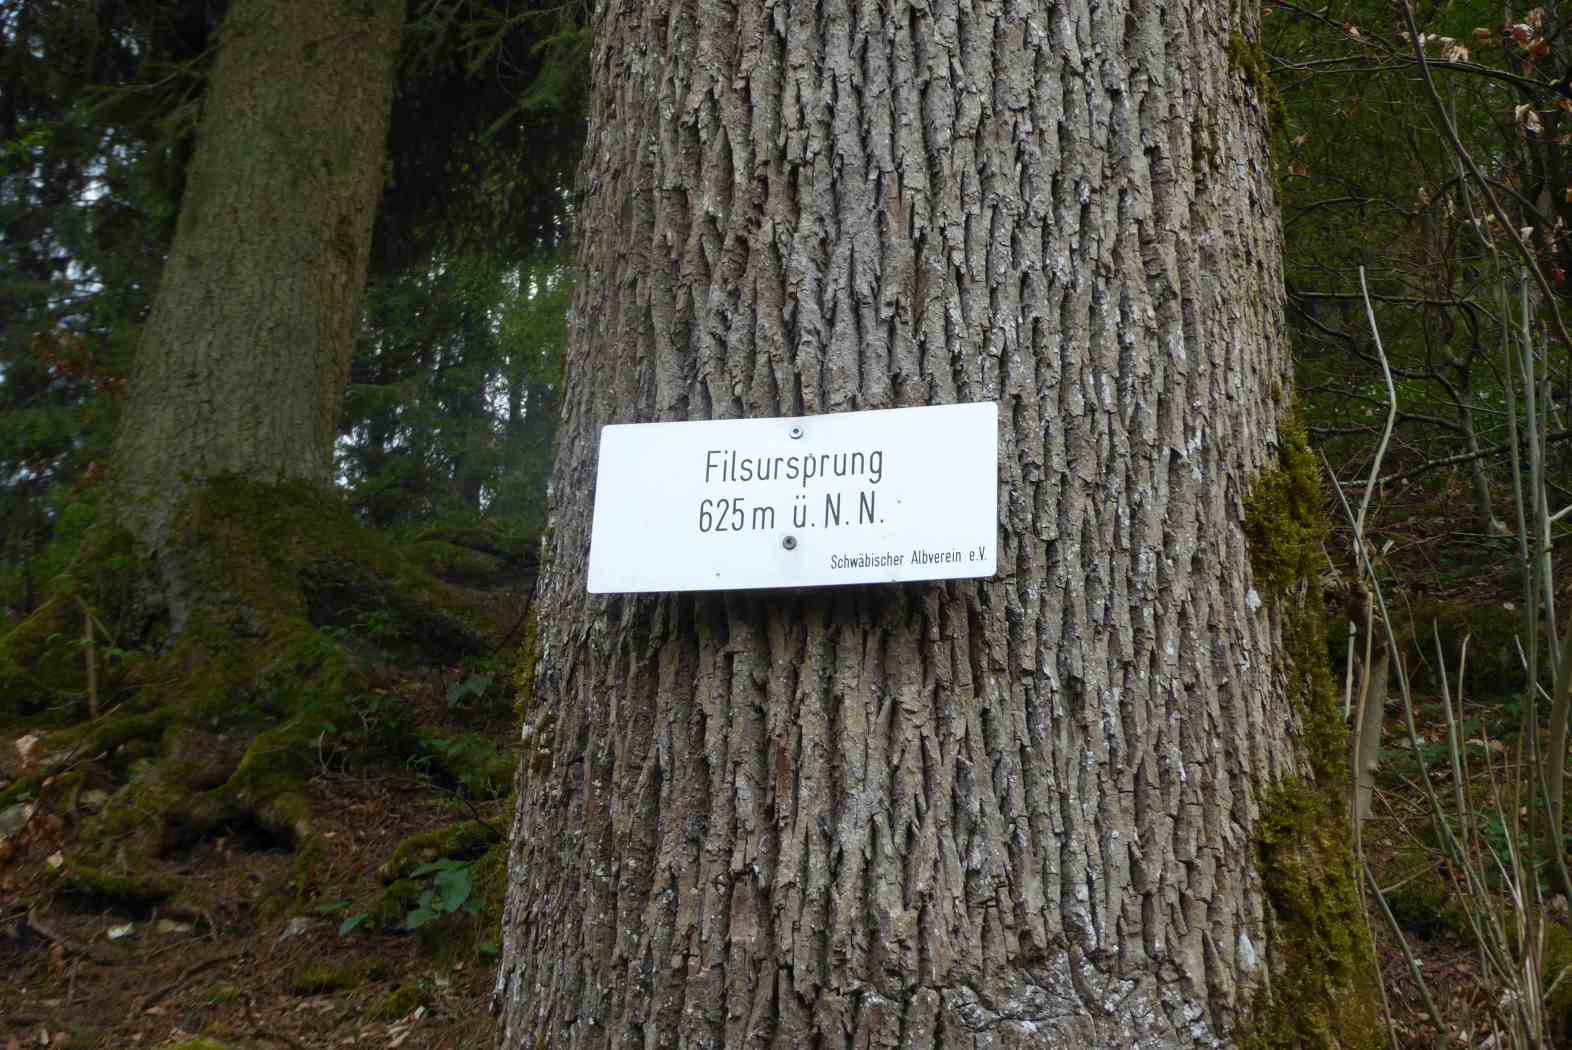 Filsursprung
625m ü. N. N.
Schwäbischer Albverein e.V.